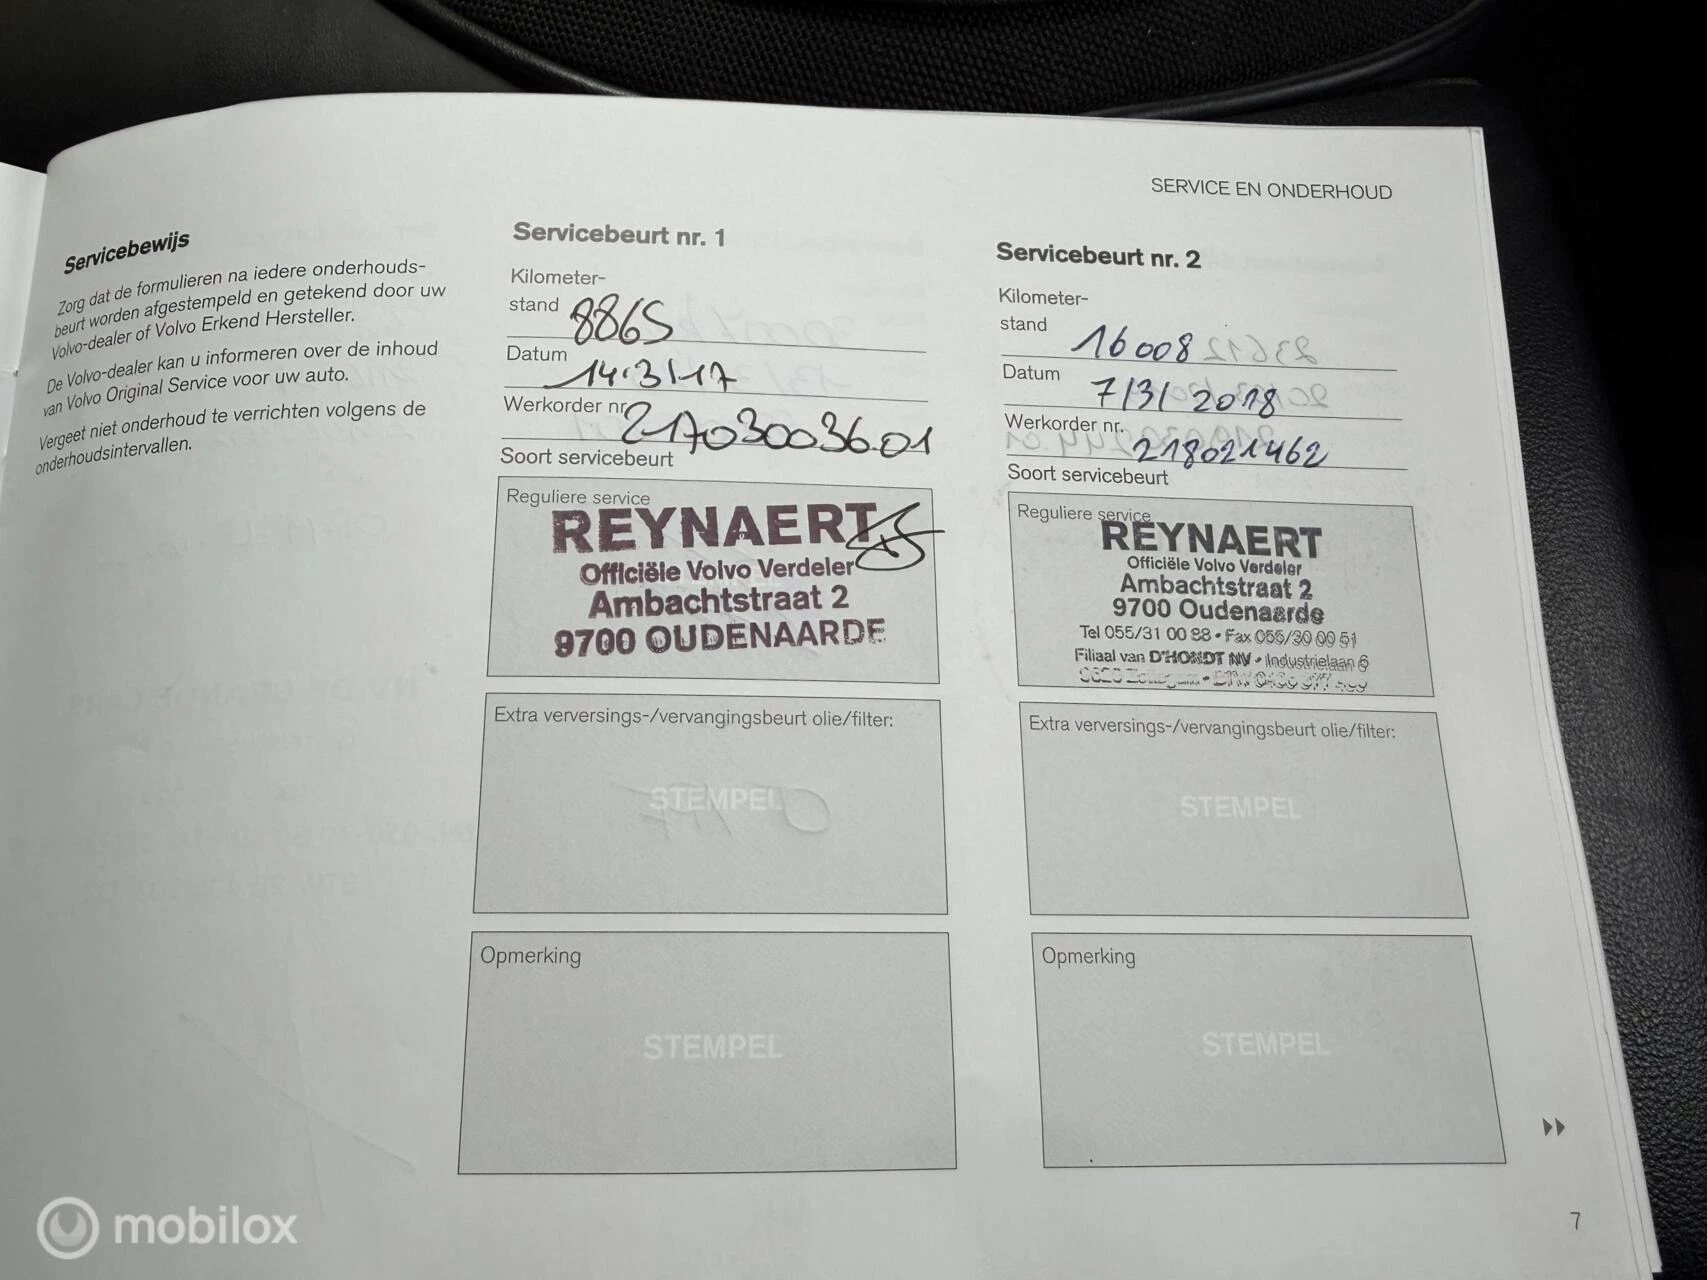 SERVICE EN ONDERHOUD
Servicebewijs
Zorg dat de formulieren na iedere onderhouds-
beurt worden afgestempeld en getekend door uw
Volvo-dealer of Volvo Erkend Hersteller.
De Volvo-dealer kan u informeren over de inhoud
van Volvo Original Service voor uw auto.
Vergeet niet onderhoud te verrichten volgens de
onderhoudsintervallen.
Servicebeurt nr. 1
Kilometer-
stand 8865
Datum 14.3/17
Werkorder nr. 217030036.01
Soort servicebeurt
Reguliere service
REYNAERT
Officiële Volvo Verdeler
Ambachtstraat 2
9700 OUDENAARDE
Extra verversings-/vervangingsbeurt olie/filter:
STEMPEL
Opmerking
STEMPEL
Servicebeurt nr. 2
Kilometer-
stand 16008
Datum 7/3/2018
Werkorder nr. 218021462
Soort servicebeurt
Reguliere service
REYNAERT
Officiële Volvo Verdeler
Ambachtstraat 2
9700 Oudenaarde
Tel 055/31 00 88 • Fax 055/30 00 51
Filiaal van D'HONDT NV • Industrielaan 6
Extra verversings-/vervangingsbeurt olie/filter:
STEMPEL
Opmerking
STEMPEL
7
mobilox